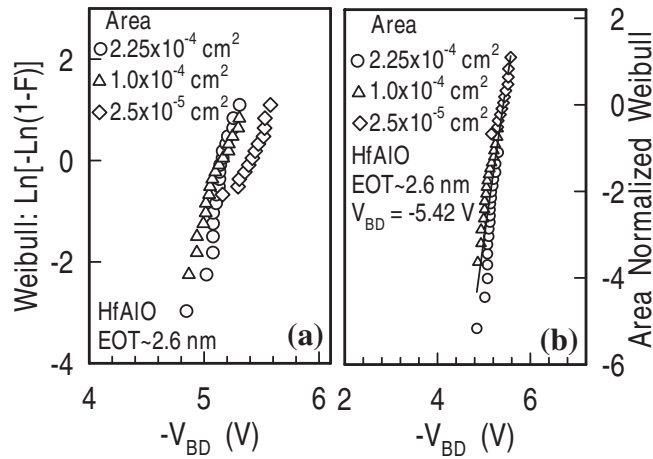 Area
○ 2.25x10⁻⁴ cm²
△ 1.0x10⁻⁴ cm²
◇ 2.5x10⁻⁵ cm²
HfAlO
EOT~2.6 nm
(a)
Weibull: Ln[-Ln(1-F)]
2
0
-2
-4
4
5
6
-V_BD (V)
Area
○ 2.25x10⁻⁴ cm²
△ 1.0x10⁻⁴ cm²
◇ 2.5x10⁻⁵ cm²
HfAlO
EOT~2.6 nm
V_BD = -5.42 V
(b)
2
0
-2
-4
-6
Area Normalized Weibull
2
4
6
8
-V_BD (V)